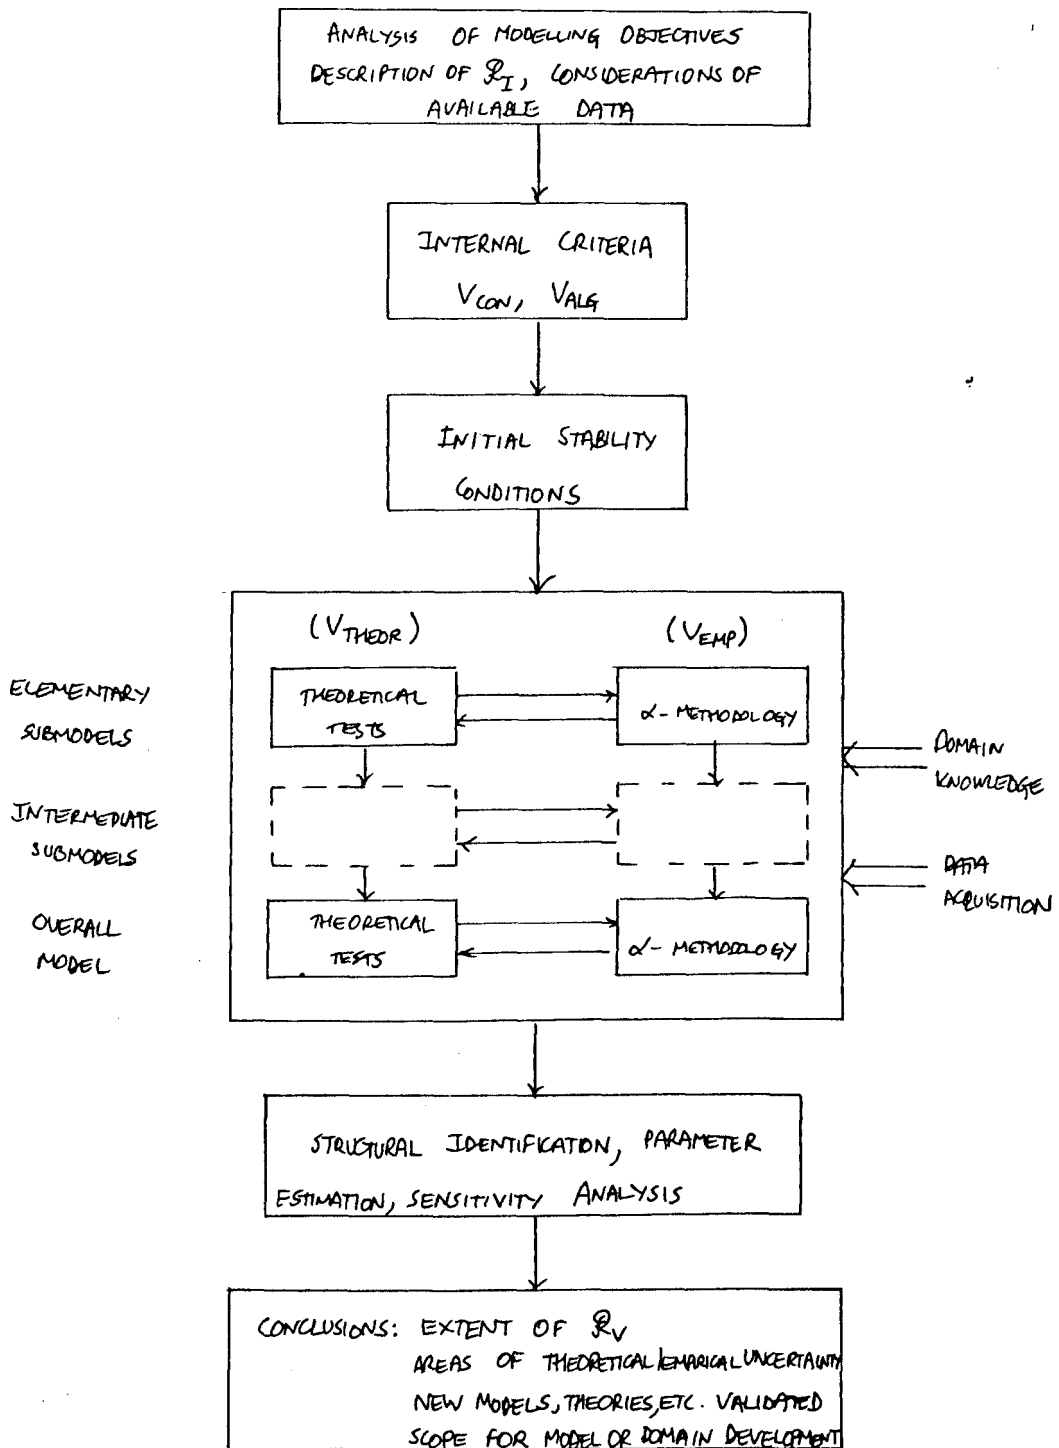 ANALYSIS OF MODELLING OBJECTIVES
DESCRIPTION OF ℛI, CONSIDERATIONS OF
AVAILABLE DATA
INTERNAL CRITERIA
VCON, VALG
INITIAL STABILITY
CONDITIONS
(VTHEOR)
(VEMP)
ELEMENTARY
SUBMODELS
THEORETICAL
TESTS
α-METHODOLOGY
DOMAIN
KNOWLEDGE
INTERMEDIATE
SUBMODELS
DATA
ACQUISITION
OVERALL
MODEL
THEORETICAL
TESTS
α-METHODOLOGY
STRUCTURAL IDENTIFICATION, PARAMETER
ESTIMATION, SENSITIVITY ANALYSIS
CONCLUSIONS: EXTENT OF ℛV
AREAS OF THEORETICAL/EMPIRICAL UNCERTAINTY
NEW MODELS, THEORIES, ETC. VALIDATED
SCOPE FOR MODEL OR DOMAIN DEVELOPMENT